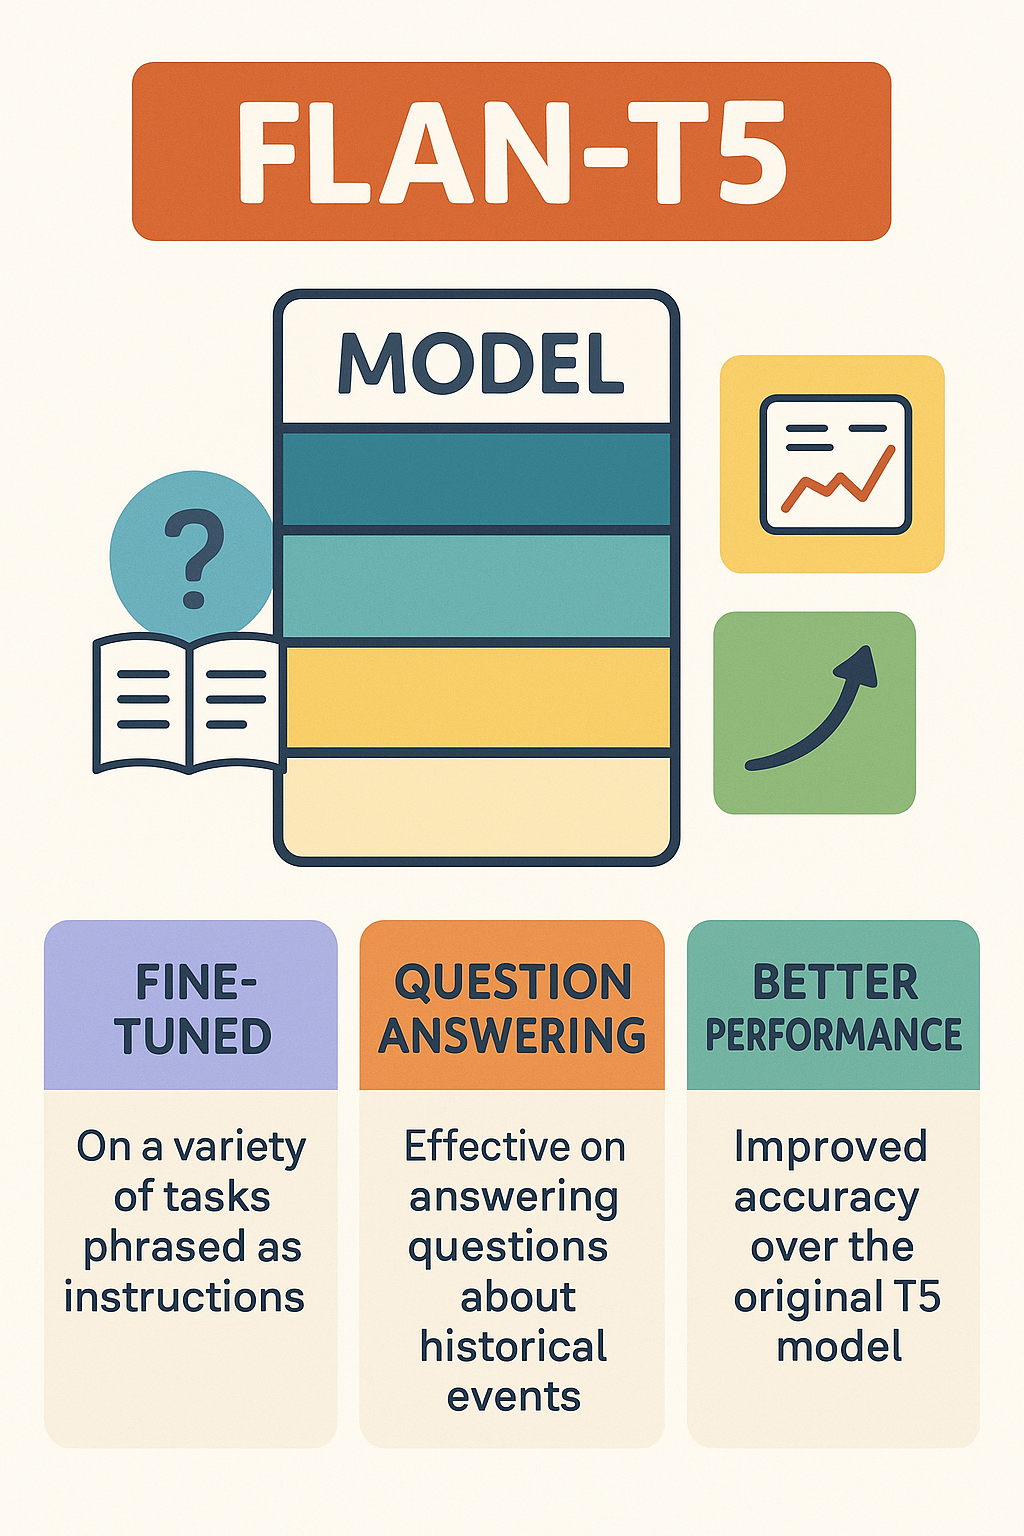 FLAN-T5
MODEL
?
FINE-
TUNED
On a variety
of tasks
phrased as
instructions
QUESTION
ANSWERING
Effective on
answering
questions
about
historical
events
BETTER
PERFORMANCE
Improved
accuracy
over the
original T5
model